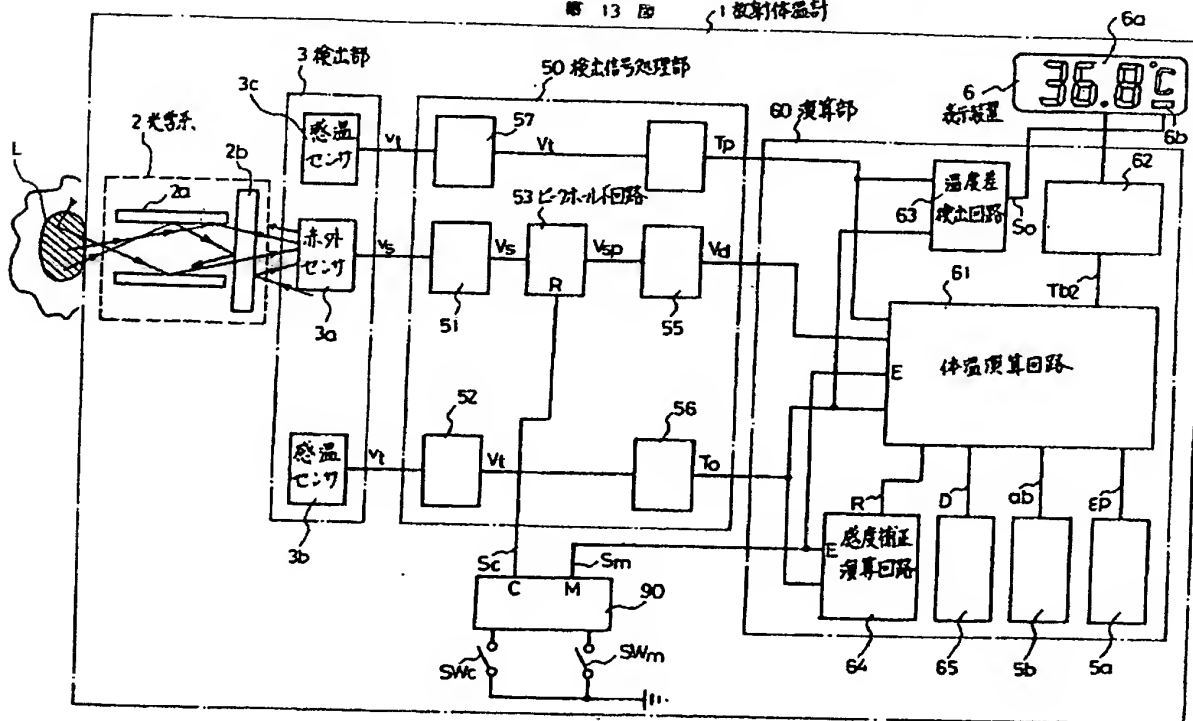 第 13 図
1 放射体温計
6a
36.8°C
6
表示装置
6b
3 検出部
50 検出信号処理部
3c
感温
センサ
vt
57
Vt
Tp
60 演算部
2 光学系
L
2a
2b
53 ピークホールド回路
温度差
検出回路
63
So
62
赤外
センサ
vs
Vs
R
Vsp
Vd
3a
51
55
Tb2
61
体温演算回路
E
52
56
感温
センサ
vt
Vt
To
3b
R
D
ab
εp
Sc
Sm
E
感度補正
演算回路
C
M
90
SWc
SWm
64
65
5b
5a